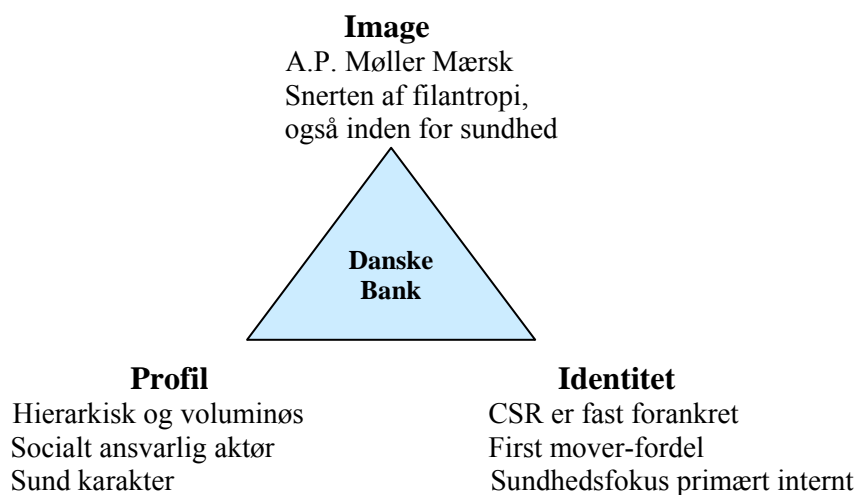 Image
A.P. Møller Mærsk
Snerten af filantropi,
også inden for sundhed
Danske
Bank
Profil
Hierarkisk og voluminøs
Socialt ansvarlig aktør
Sund karakter
Identitet
CSR er fast forankret
First mover-fordel
Sundhedsfokus primært internt